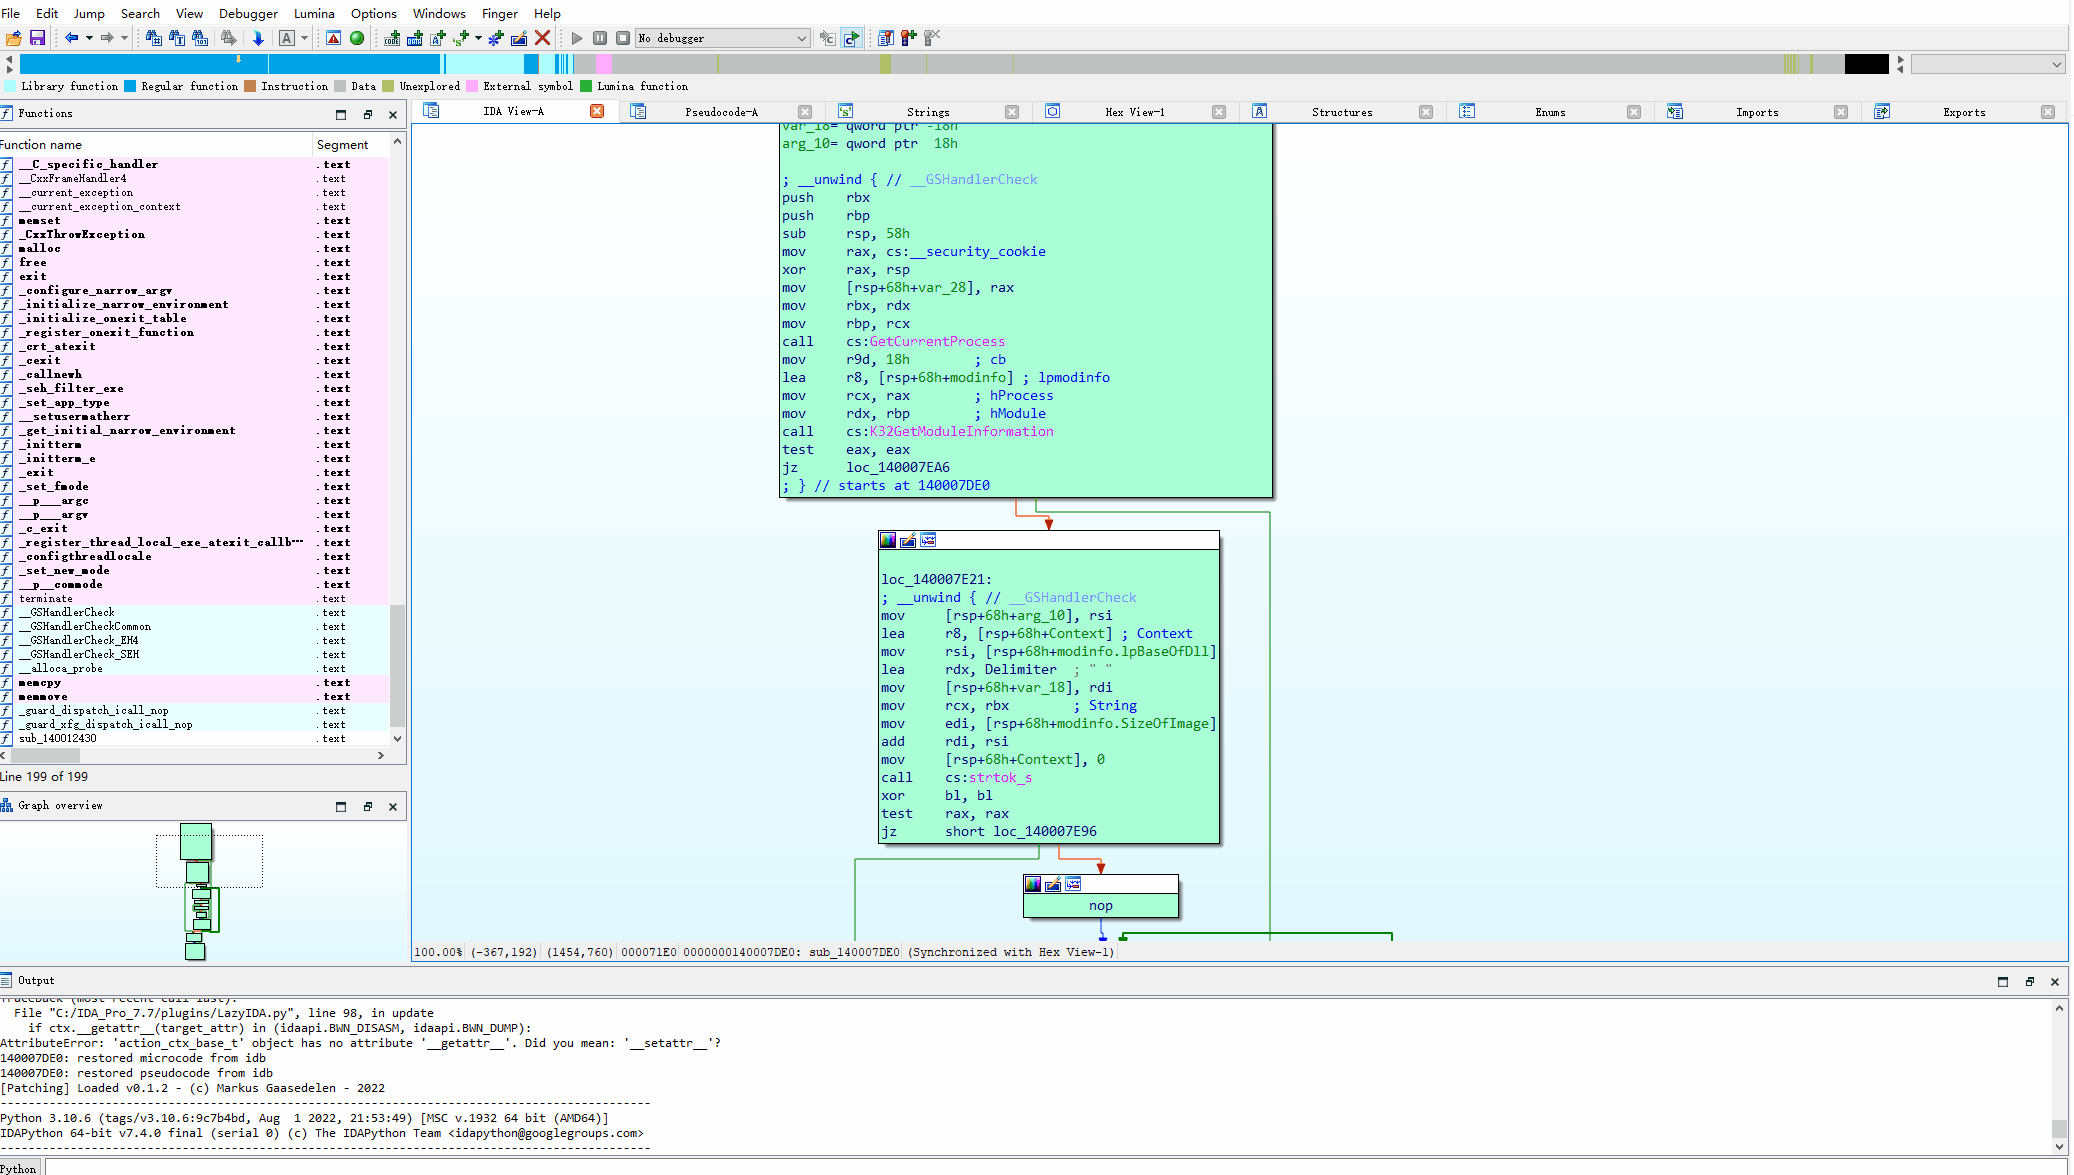 File Edit Jump Search View Debugger Lumina Options Windows Finger Help
No debugger
Library function Regular function Instruction Data Unexplored External symbol Lumina function
Functions
Function name Segment
__C_specific_handler .text
__CxxFrameHandler4 .text
__current_exception .text
__current_exception_context .text
memset .text
_CxxThrowException .text
malloc .text
free .text
exit .text
_configure_narrow_argv .text
_initialize_narrow_environment .text
_initialize_onexit_table .text
_register_onexit_function .text
_crt_atexit .text
_cexit .text
_callnewh .text
_seh_filter_exe .text
_set_app_type .text
__setusermatherr .text
_get_initial_narrow_environment .text
_initterm .text
_initterm_e .text
_exit .text
_set_fmode .text
__p___argc .text
__p___argv .text
_c_exit .text
_register_thread_local_exe_atexit_callb··· .text
_configthreadlocale .text
_set_new_mode .text
__p__commode .text
terminate .text
__GSHandlerCheck .text
__GSHandlerCheckCommon .text
__GSHandlerCheck_EH4 .text
__GSHandlerCheck_SEH .text
__alloca_probe .text
memcpy .text
memmove .text
_guard_dispatch_icall_nop .text
_guard_xfg_dispatch_icall_nop .text
sub_140012430 .text
Line 199 of 199
Graph overview
IDA View-A Pseudocode-A Strings Hex View-1 Structures Enums Imports Exports
var_18= qword ptr -18h
arg_10= qword ptr  18h
; __unwind { // __GSHandlerCheck
push rbx
push rbp
sub rsp, 58h
mov rax, cs:__security_cookie
xor rax, rsp
mov [rsp+68h+var_28], rax
mov rbx, rdx
mov rbp, rcx
call cs:GetCurrentProcess
mov r9d, 18h ; cb
lea r8, [rsp+68h+modinfo] ; lpmodinfo
mov rcx, rax ; hProcess
mov rdx, rbp ; hModule
call cs:K32GetModuleInformation
test eax, eax
jz loc_140007EA6
; } // starts at 140007DE0
loc_140007E21:
; __unwind { // __GSHandlerCheck
mov [rsp+68h+arg_10], rsi
lea r8, [rsp+68h+Context] ; Context
mov rsi, [rsp+68h+modinfo.lpBaseOfDll]
lea rdx, Delimiter ; " "
mov [rsp+68h+var_18], rdi
mov rcx, rbx ; String
mov edi, [rsp+68h+modinfo.SizeOfImage]
add rdi, rsi
mov [rsp+68h+Context], 0
call cs:strtok_s
xor bl, bl
test rax, rax
jz short loc_140007E96
nop
100.00% (-367,192) (1454,760) 000071E0 0000000140007DE0: sub_140007DE0 (Synchronized with Hex View-1)
Output
Traceback (most recent call last):
File "C:/IDA_Pro_7.7/plugins/LazyIDA.py", line 98, in update
if ctx.__getattr__(target_attr) in (idaapi.BWN_DISASM, idaapi.BWN_DUMP):
AttributeError: 'action_ctx_base_t' object has no attribute '__getattr__'. Did you mean: '__setattr__'?
140007DE0: restored microcode from idb
140007DE0: restored pseudocode from idb
[Patching] Loaded v0.1.2 - (c) Markus Gaasedelen - 2022
---------------------------------------------------------------------------------
Python 3.10.6 (tags/v3.10.6:9c7b4bd, Aug  1 2022, 21:53:49) [MSC v.1932 64 bit (AMD64)]
IDAPython 64-bit v7.4.0 final (serial 0) (c) The IDAPython Team <idapython@googlegroups.com>
---------------------------------------------------------------------------------
Python